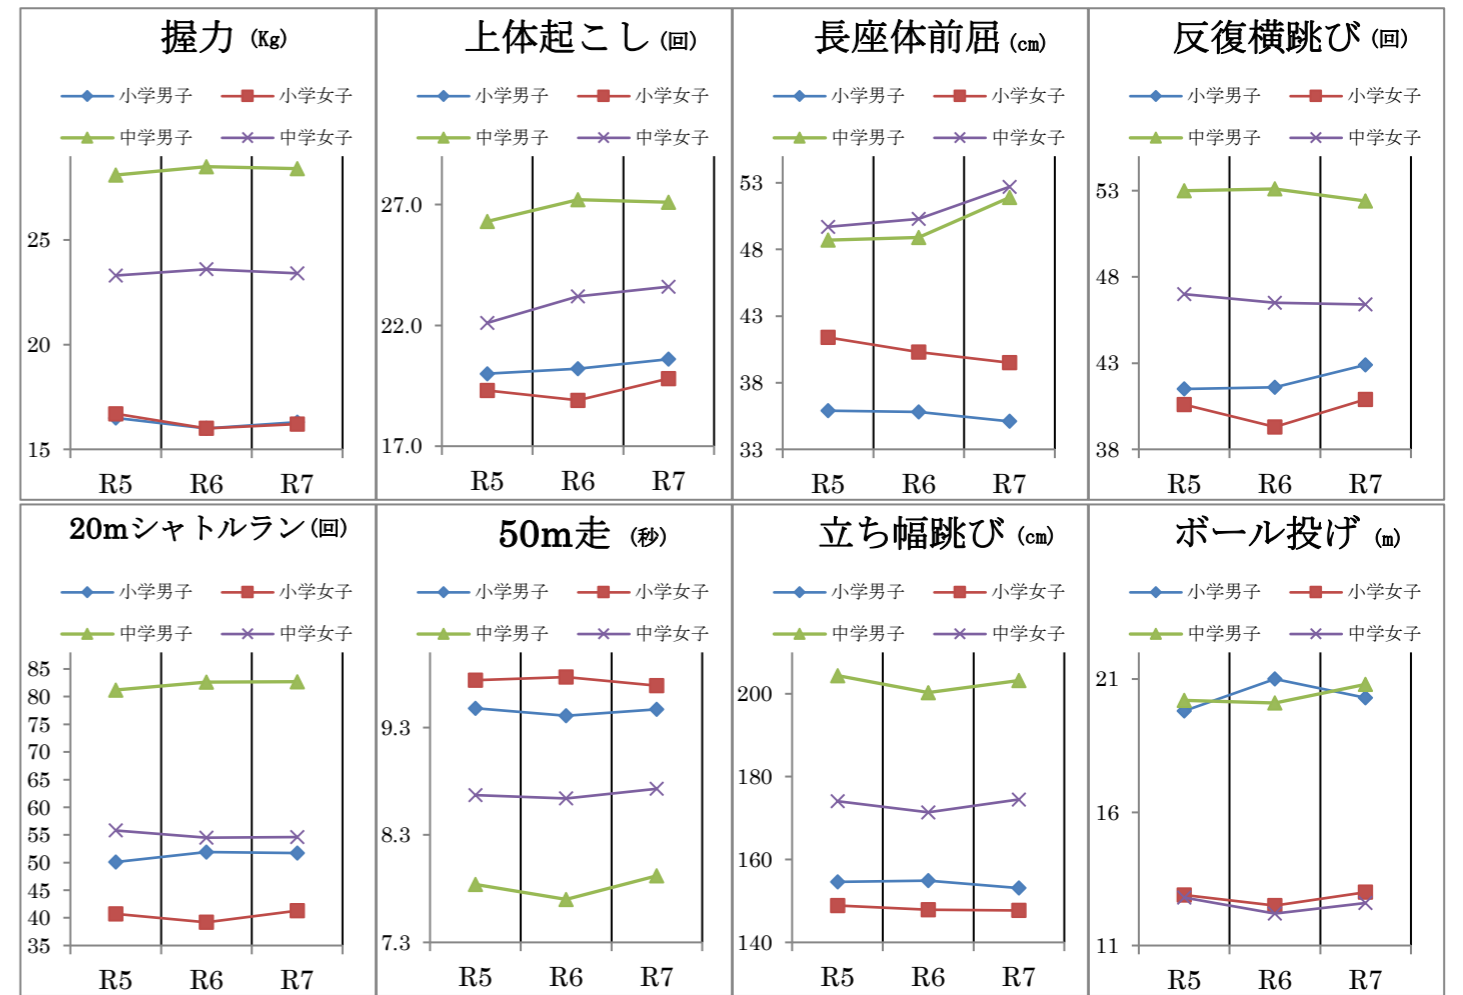 握力 (Kg)
小学男子 小学女子
中学男子 中学女子
25
20
15
R5 R6 R7
上体起こし (回)
小学男子 小学女子
中学男子 中学女子
27.0
22.0
17.0
R5 R6 R7
長座体前屈 (cm)
小学男子 小学女子
中学男子 中学女子
53
48
43
38
33
R5 R6 R7
反復横跳び (回)
小学男子 小学女子
中学男子 中学女子
53
48
43
38
R5 R6 R7
20mシャトルラン(回)
小学男子 小学女子
中学男子 中学女子
85
80
75
70
65
60
55
50
45
40
35
R5 R6 R7
50m走 (秒)
小学男子 小学女子
中学男子 中学女子
9.3
8.3
7.3
R5 R6 R7
立ち幅跳び (cm)
小学男子 小学女子
中学男子 中学女子
200
180
160
140
R5 R6 R7
ボール投げ (m)
小学男子 小学女子
中学男子 中学女子
21
16
11
R5 R6 R7